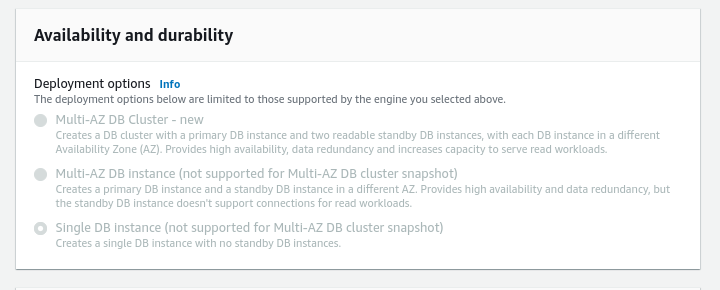 Availability and durability
Deployment options Info
The deployment options below are limited to those supported by the engine you selected above.
Multi-AZ DB Cluster - new
Creates a DB cluster with a primary DB instance and two readable standby DB instances, with each DB instance in a different
Availability Zone (AZ). Provides high availability, data redundancy and increases capacity to serve read workloads.
Multi-AZ DB instance (not supported for Multi-AZ DB cluster snapshot)
Creates a primary DB instance and a standby DB instance in a different AZ. Provides high availability and data redundancy, but
the standby DB instance doesn't support connections for read workloads.
Single DB instance (not supported for Multi-AZ DB cluster snapshot)
Creates a single DB instance with no standby DB instances.